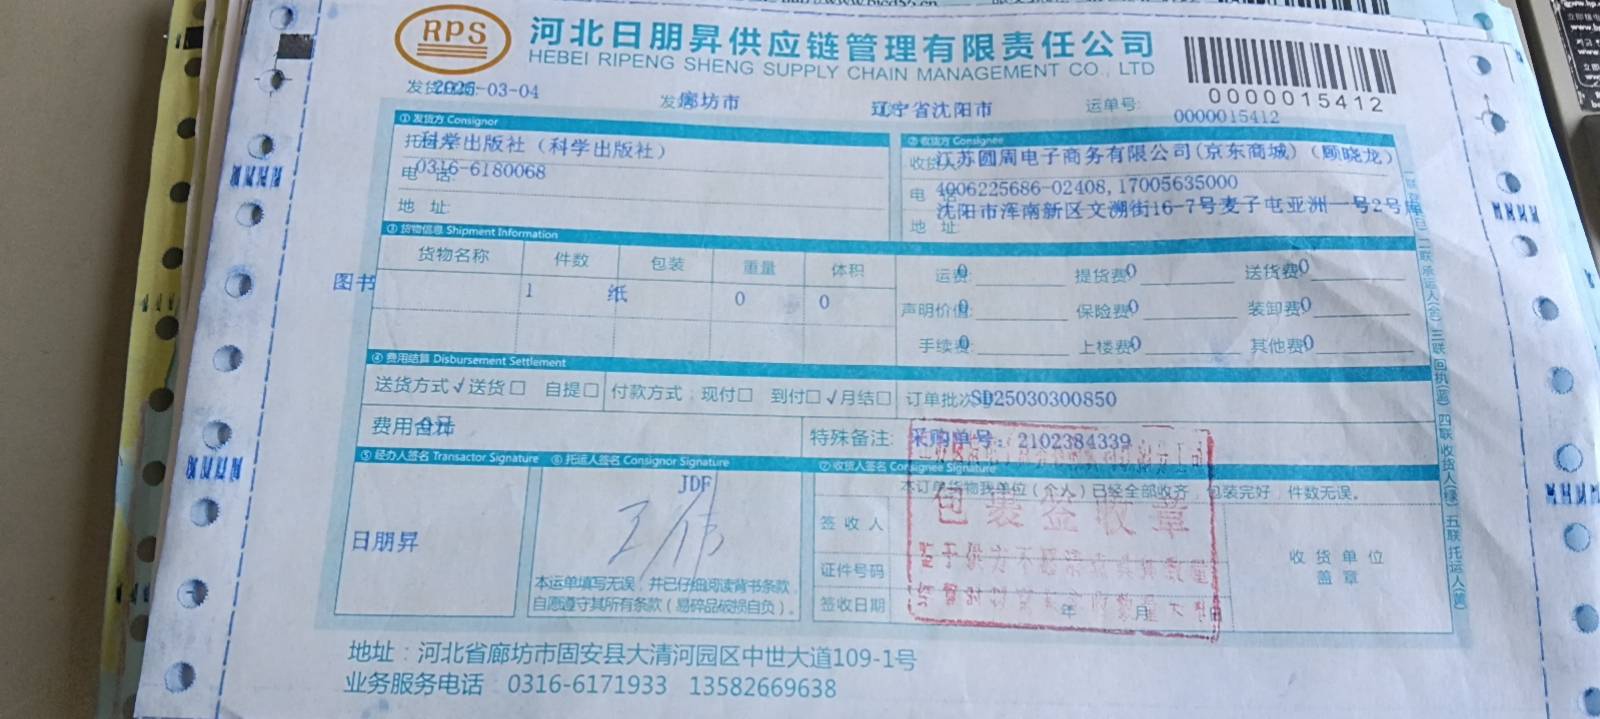 RPS
河北日朋昇供应链管理有限责任公司
HEBEI RIPENG SHENG SUPPLY CHAIN MANAGEMENT CO., LTD
0000015412
2025-03-04 廊坊市 辽宁省沈阳市 运单号: 0000015412
① 发货方 Consignor
科学出版社（科学出版社）
电 话: 0316-6180068
地 址:
② 收货方 Consignee
江苏圆周电子商务有限公司(京东商城)（顾晓龙）
电 4006225686-02408,17005635000
地 址: 沈阳市浑南新区文溯街16-7号麦子屯亚洲一号2号库
③ 货物信息 Shipment Information
货物名称 件数 包装 重量 体积
图书 1 纸 0 0
运费:0 提货费0 送货费0
声明价值:0 保险费0 装卸费0
手续费:0 上楼费0 其他费0
④ 费用结算 Disbursement Settlement
送货方式√送货□ 自提□ 付款方式：现付□ 到付□√月结□ 订单批次 SD25030300850
费用合计 0元 特殊备注: 采购单号: 2102384339
⑤ 经办人签名 Transactor Signature ⑥ 托运人签名 Consignor Signature ⑦ 收货人签名 Consignee Signature
日朋昇
JDF
王伟
本运单填写无误，并已仔细阅读背书条款，
自愿遵守其所有条款（易碎品破损自负）。
本订单货物我单位（个人）已经全部收齐，包装完好，件数无误。
签 收 人
证件号码
签收日期 年 月 日
收 货 单 位
盖 章
包装签收章
地址：河北省廊坊市固安县大清河园区中世大道109-1号
业务服务电话 0316-6171933 13582669638